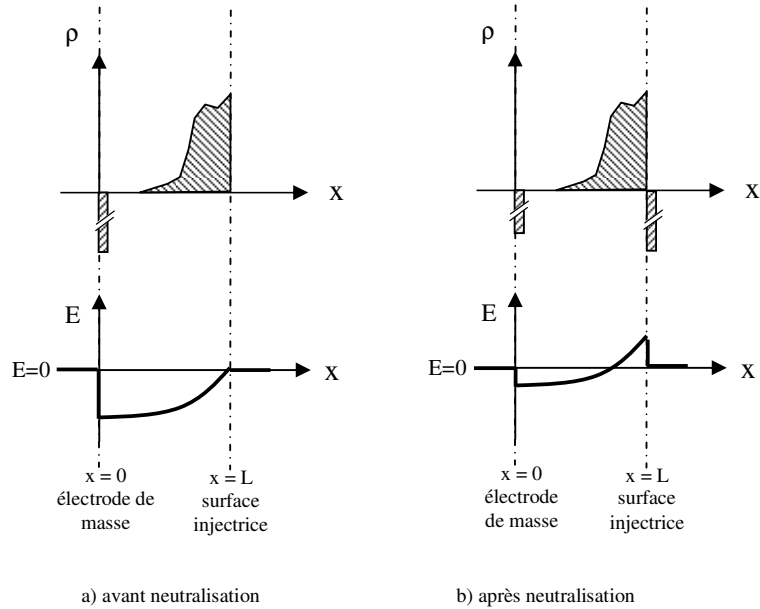 ρ
x
E
E=0
x
x = 0
électrode de
masse
x = L
surface
injectrice
a) avant neutralisation
ρ
x
E
E=0
x
x = 0
électrode
de masse
x = L
surface
injectrice
b) après neutralisation